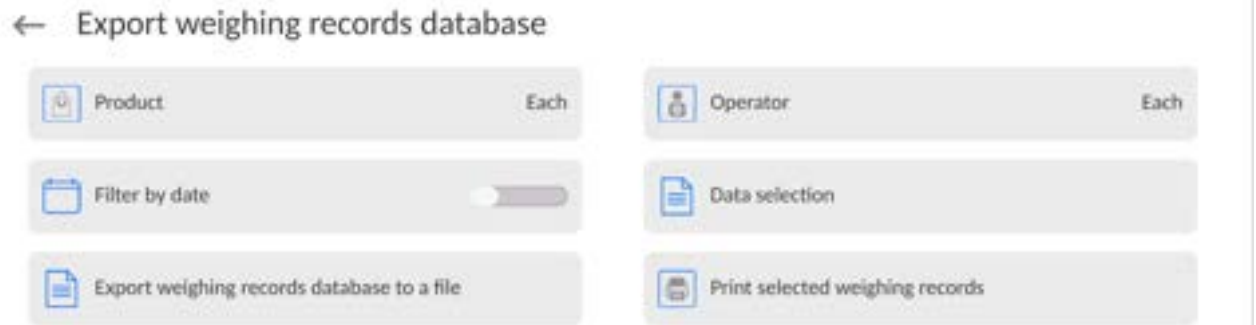 Export weighing records database
Product Each
Operator Each
Filter by date
Data selection
Export weighing records database to a file
Print selected weighing records